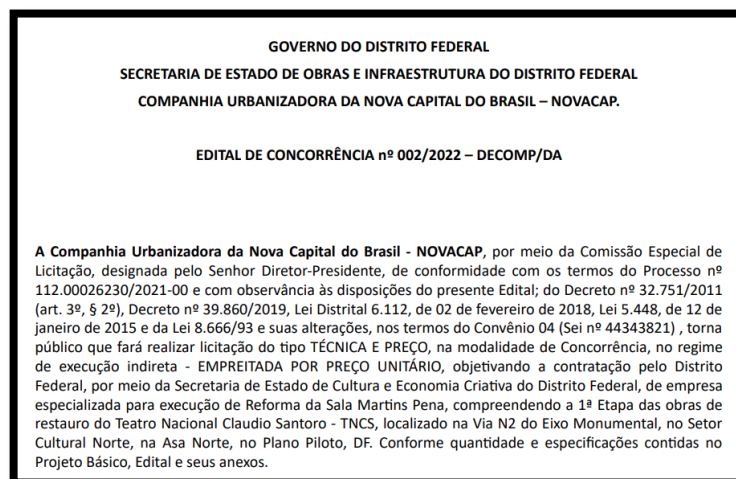 GOVERNO DO DISTRITO FEDERAL
SECRETARIA DE ESTADO DE OBRAS E INFRAESTRUTURA DO DISTRITO FEDERAL
COMPANHIA URBANIZADORA DA NOVA CAPITAL DO BRASIL – NOVACAP.
EDITAL DE CONCORRÊNCIA nº 002/2022 – DECOMP/DA
A Companhia Urbanizadora da Nova Capital do Brasil - NOVACAP, por meio da Comissão Especial de
Licitação, designada pelo Senhor Diretor-Presidente, de conformidade com os termos do Processo nº
112.00026230/2021-00 e com observância às disposições do presente Edital; do Decreto nº 32.751/2011
(art. 3º, § 2º), Decreto nº 39.860/2019, Lei Distrital 6.112, de 02 de fevereiro de 2018, Lei 5.448, de 12 de
janeiro de 2015 e da Lei 8.666/93 e suas alterações, nos termos do Convênio 04 (Sei nº 44343821) , torna
público que fará realizar licitação do tipo TÉCNICA E PREÇO, na modalidade de Concorrência, no regime
de execução indireta - EMPREITADA POR PREÇO UNITÁRIO, objetivando a contratação pelo Distrito
Federal, por meio da Secretaria de Estado de Cultura e Economia Criativa do Distrito Federal, de empresa
especializada para execução de Reforma da Sala Martins Pena, compreendendo a 1ª Etapa das obras de
restauro do Teatro Nacional Claudio Santoro - TNCS, localizado na Via N2 do Eixo Monumental, no Setor
Cultural Norte, na Asa Norte, no Plano Piloto, DF. Conforme quantidade e especificações contidas no
Projeto Básico, Edital e seus anexos.